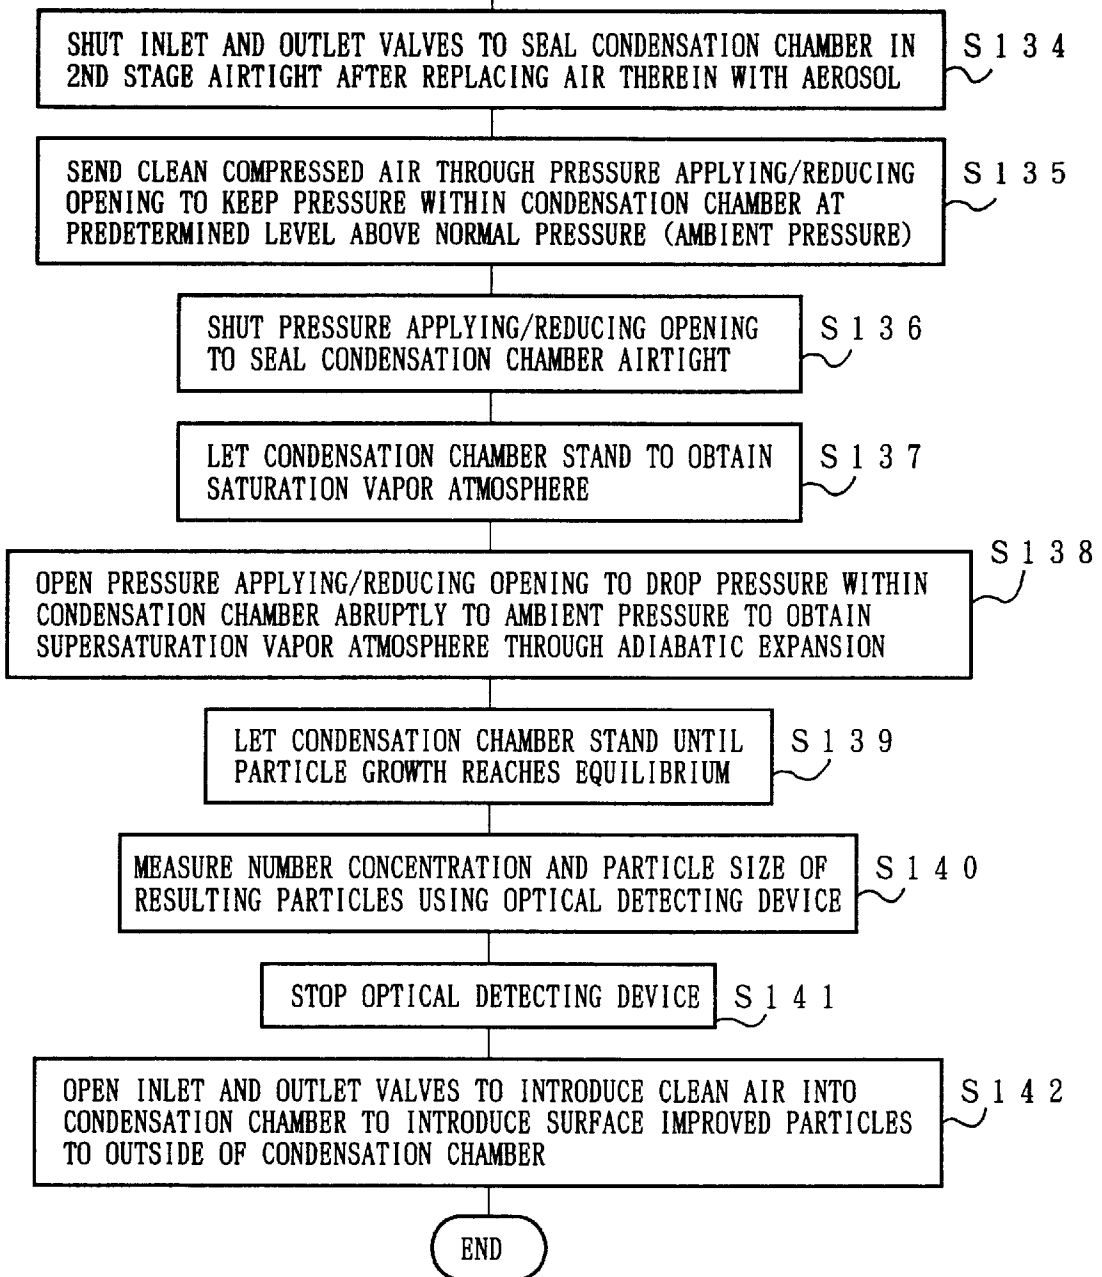 SHUT INLET AND OUTLET VALVES TO SEAL CONDENSATION CHAMBER IN
2ND STAGE AIRTIGHT AFTER REPLACING AIR THEREIN WITH AEROSOL
S134
SEND CLEAN COMPRESSED AIR THROUGH PRESSURE APPLYING/REDUCING
OPENING TO KEEP PRESSURE WITHIN CONDENSATION CHAMBER AT
PREDETERMINED LEVEL ABOVE NORMAL PRESSURE (AMBIENT PRESSURE)
S135
SHUT PRESSURE APPLYING/REDUCING OPENING
TO SEAL CONDENSATION CHAMBER AIRTIGHT
S136
LET CONDENSATION CHAMBER STAND TO OBTAIN
SATURATION VAPOR ATMOSPHERE
S137
OPEN PRESSURE APPLYING/REDUCING OPENING TO DROP PRESSURE WITHIN
CONDENSATION CHAMBER ABRUPTLY TO AMBIENT PRESSURE TO OBTAIN
SUPERSATURATION VAPOR ATMOSPHERE THROUGH ADIABATIC EXPANSION
S138
LET CONDENSATION CHAMBER STAND UNTIL
PARTICLE GROWTH REACHES EQUILIBRIUM
S139
MEASURE NUMBER CONCENTRATION AND PARTICLE SIZE OF
RESULTING PARTICLES USING OPTICAL DETECTING DEVICE
S140
STOP OPTICAL DETECTING DEVICE
S141
OPEN INLET AND OUTLET VALVES TO INTRODUCE CLEAN AIR INTO
CONDENSATION CHAMBER TO INTRODUCE SURFACE IMPROVED PARTICLES
TO OUTSIDE OF CONDENSATION CHAMBER
S142
END